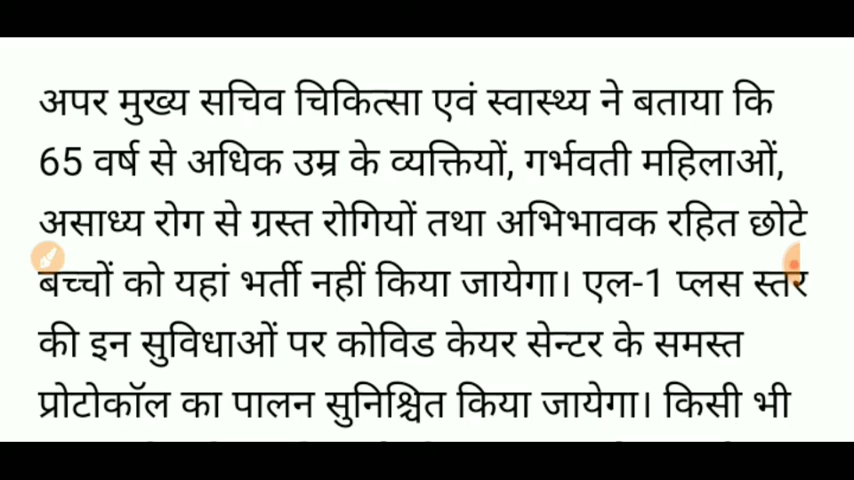 अपर मुख्य सचिव चिकित्सा एवं स्वास्थ्य ने बताया कि
65 वर्ष से अधिक उम्र के व्यक्तियों, गर्भवती महिलाओं,
असाध्य रोग से ग्रस्त रोगियों तथा अभिभावक रहित छोटे
बच्चों को यहां भर्ती नहीं किया जायेगा। एल-1 प्लस स्तर
की इन सुविधाओं पर कोविड केयर सेन्टर के समस्त
प्रोटोकॉल का पालन सुनिश्चित किया जायेगा। किसी भी